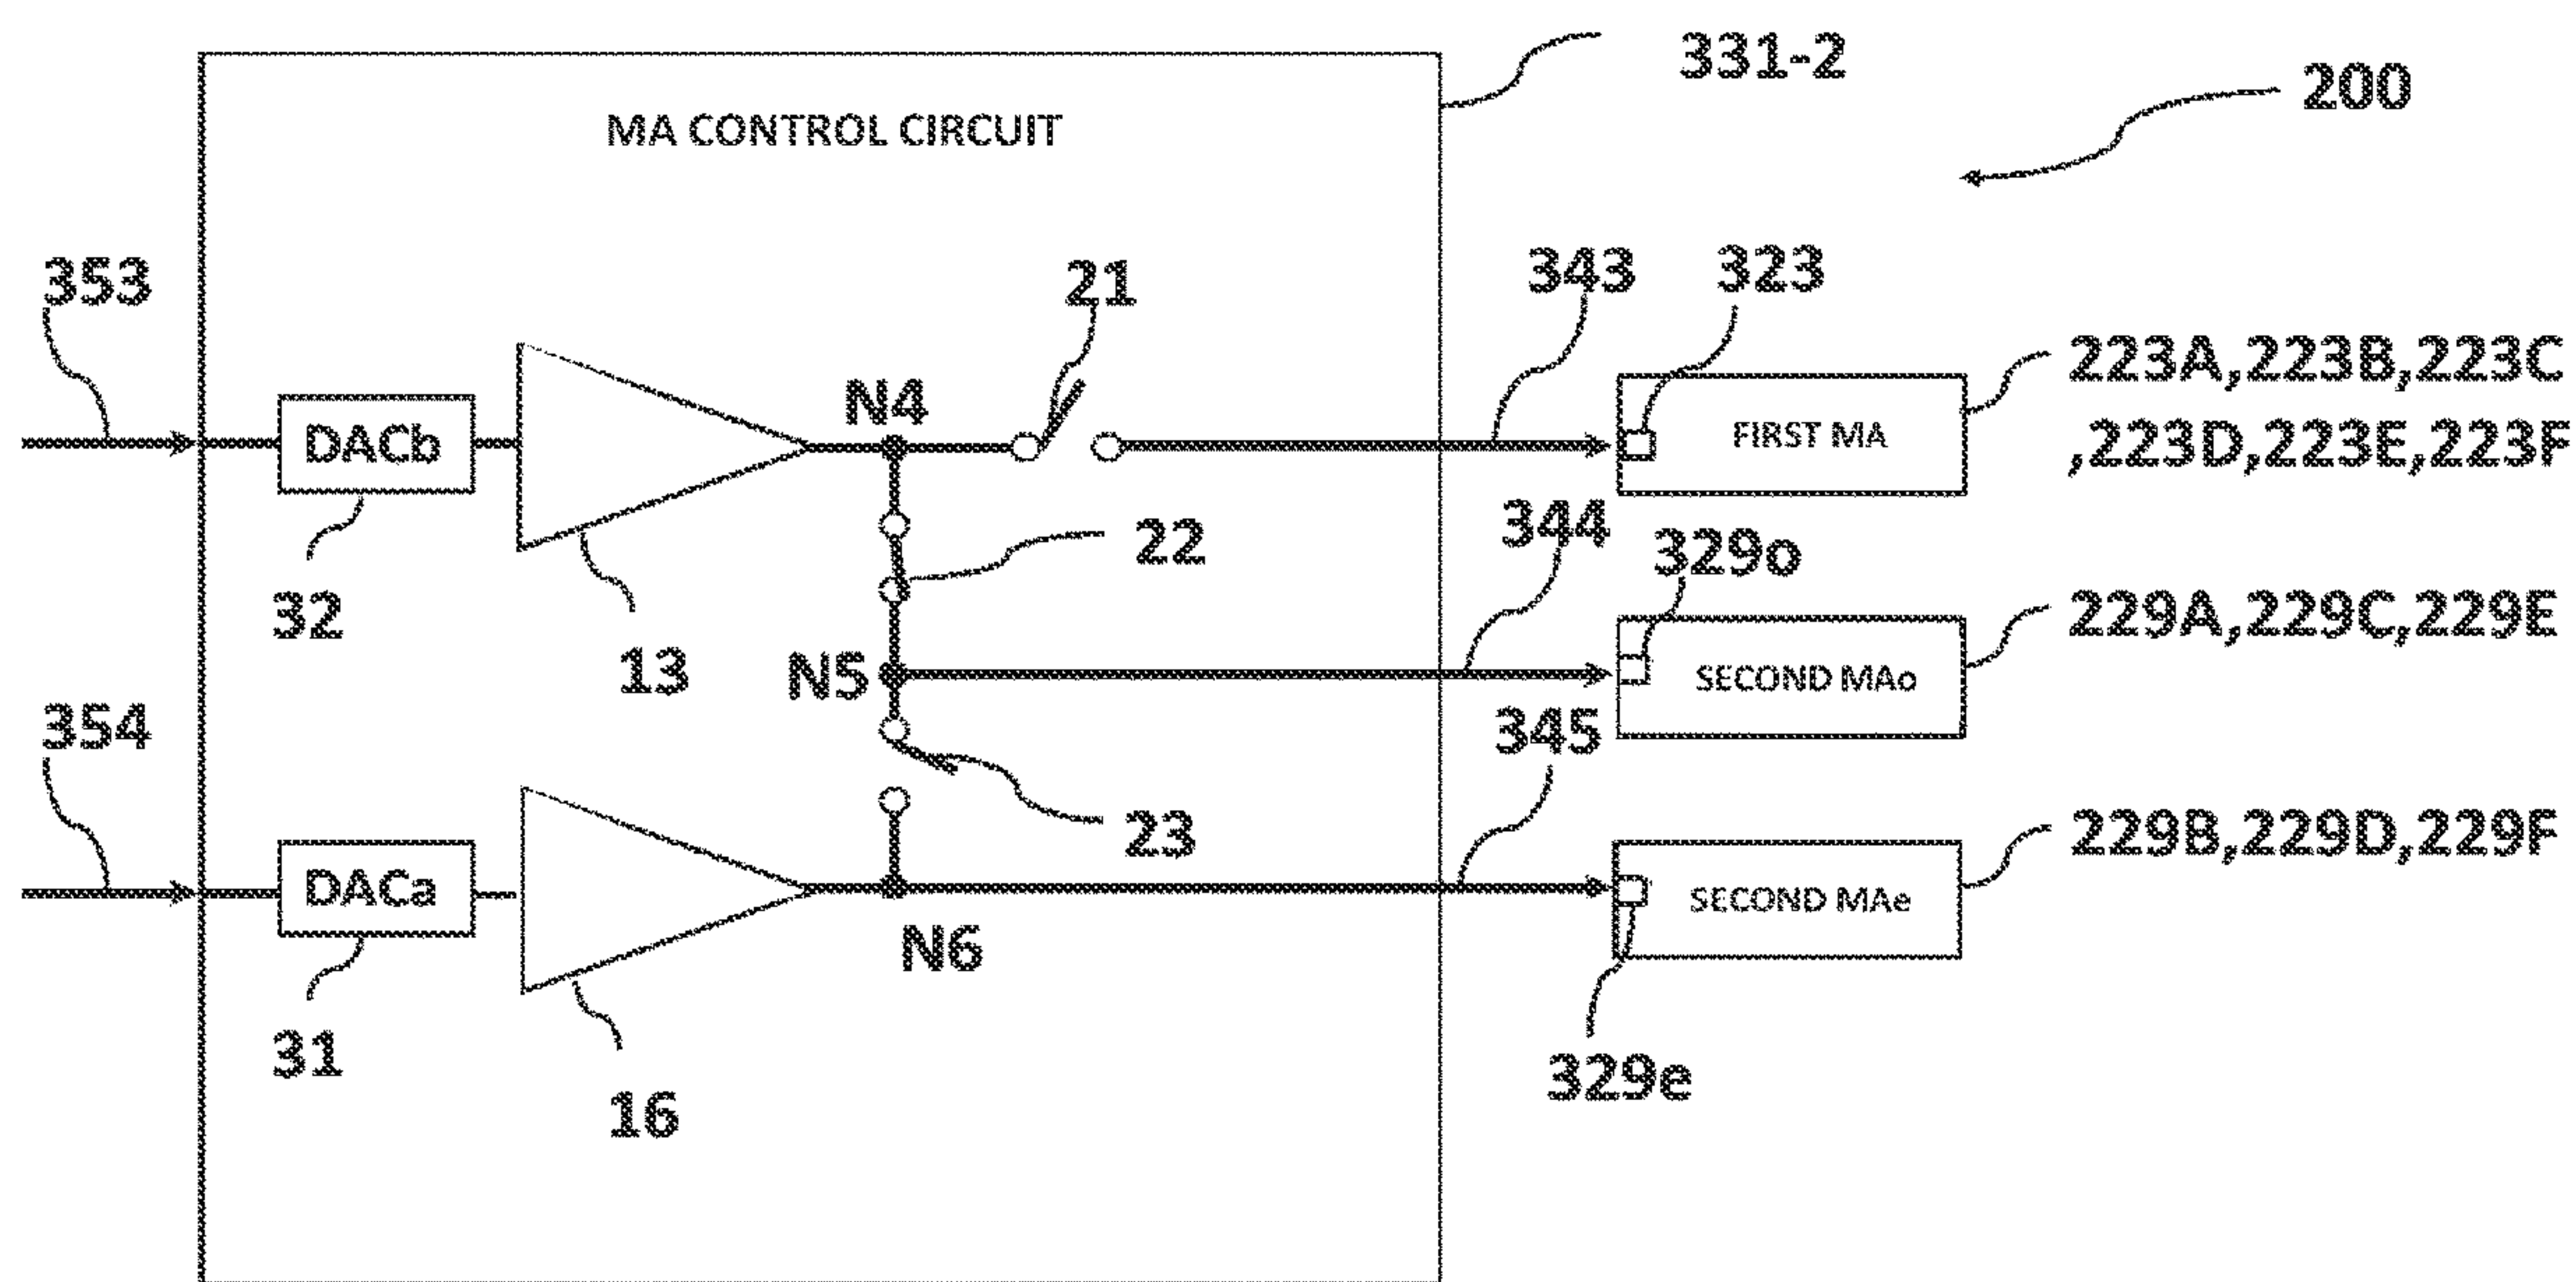 331-2
200
MA CONTROL CIRCUIT
353
21
343
323
223A,223B,223C
,223D,223E,223F
N4
DACb
FIRST MA
32
13
22
344
329o
229A,229C,229E
N5
SECOND MAo
354
23
345
229B,229D,229F
DACa
SECOND MAe
N6
31
16
329e